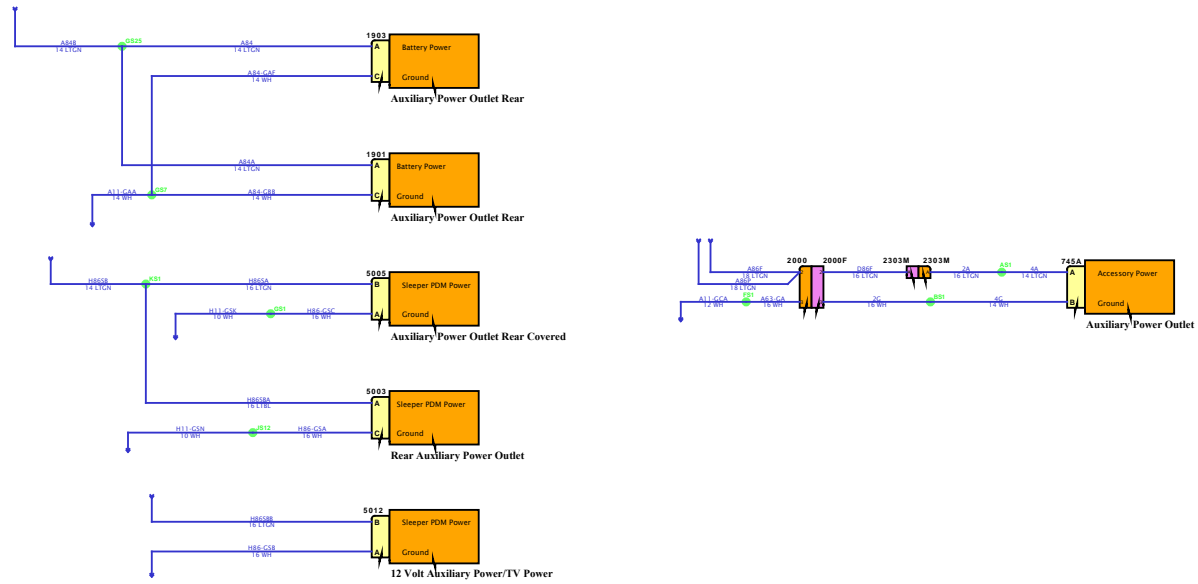 1903
A84B
14 LTGN
GS25
A84
14 LTGN
A
Battery Power
A84-GAF
14 WH
C
Ground
Auxiliary Power Outlet Rear
1901
A84A
14 LTGN
A
Battery Power
A11-GAA
14 WH
GS7
A84-GBB
14 WH
C
Ground
Auxiliary Power Outlet Rear
5005
H86SB
14 LTGN
KS1
H86SA
16 LTGN
B
Sleeper PDM Power
H11-GSK
10 WH
GS1
H86-GSC
16 WH
A
Ground
Auxiliary Power Outlet Rear Covered
5003
H86SBA
16 LTBL
A
Sleeper PDM Power
H11-GSN
10 WH
JS12
H86-GSA
16 WH
C
Ground
Rear Auxiliary Power Outlet
5012
H86SBB
16 LTGN
B
Sleeper PDM Power
H86-GSB
16 WH
A
Ground
12 Volt Auxiliary Power/TV Power
2000
2000F
2303M
2303M
745A
A86F
18 LTGN
A86P
18 LTGN
D86F
16 LTGN
2A
16 LTGN
AS1
4A
14 LTGN
A
Accessory Power
A11-GCA
12 WH
FS1
A63-GA
16 WH
2G
16 WH
BS1
4G
14 WH
B
Ground
Auxiliary Power Outlet